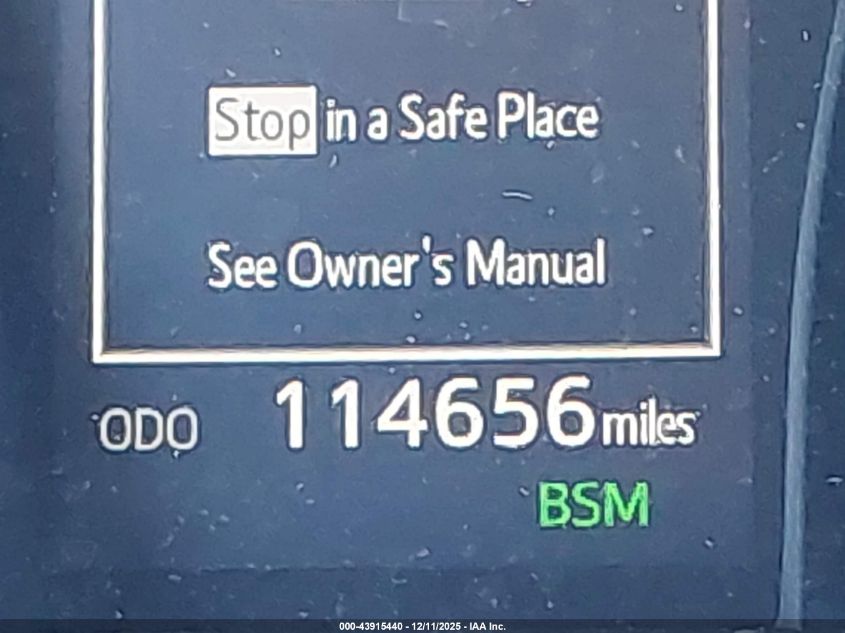 Stop in a Safe Place
See Owner's Manual
ODO 114656 miles
BSM
000-43915440 - 12/11/2025 - IAA Inc.